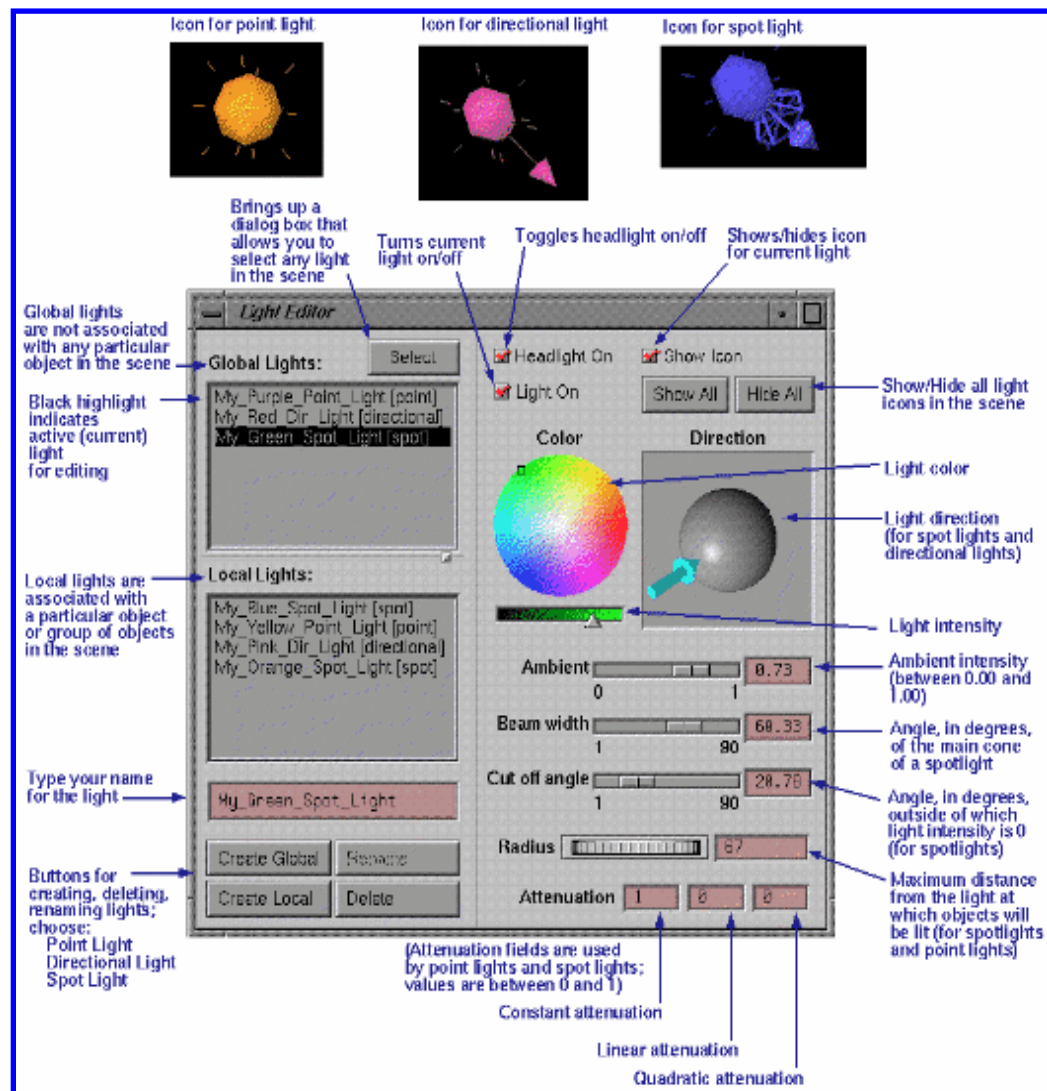 Icon for point light
Icon for directional light
Icon for spot light
Brings up a
dialog box that
allows you to
select any light
in the scene
Turns current
light on/off
Toggles headlight on/off
Shows/hides icon
for current light
Global lights
are not associated
with any particular
object in the scene
Black highlight
indicates
active (current)
light
for editing
Local lights are
associated with
a particular object
or group of objects
in the scene
Type your name
for the light
Buttons for
creating, deleting,
renaming lights;
choose:
Point Light
Directional Light
Spot Light
Light Editor
Global Lights:
Select
My_Purple_Point_Light [point]
My_Red_Dir_Light [directional]
My_Green_Spot_Light [spot]
Local Lights:
My_Blue_Spot_Light [spot]
My_Yellow_Point_Light [point]
My_Pink_Dir_Light [directional]
My_Orange_Spot_Light [spot]
My_Green_Spot_Light
Create Global
Rename
Create Local
Delete
Headlight On
Show Icon
Light On
Show All
Hide All
Color
Direction
Ambient
0.73
0
1
Beam width
60.33
1
90
Cut off angle
20.78
1
90
Radius
67
Attenuation
1
0
0
Show/Hide all light
icons in the scene
Light color
Light direction
(for spot lights and
directional lights)
Light intensity
Ambient intensity
(between 0.00 and
1.00)
Angle, in degrees,
of the main cone
of a spotlight
Angle, in degrees,
outside of which
light intensity is 0
(for spotlights)
Maximum distance
from the light at
which objects will
be lit (for spotlights
and point lights)
(Attenuation fields are used
by point lights and spot lights;
values are between 0 and 1)
Constant attenuation
Linear attenuation
Quadratic attenuation